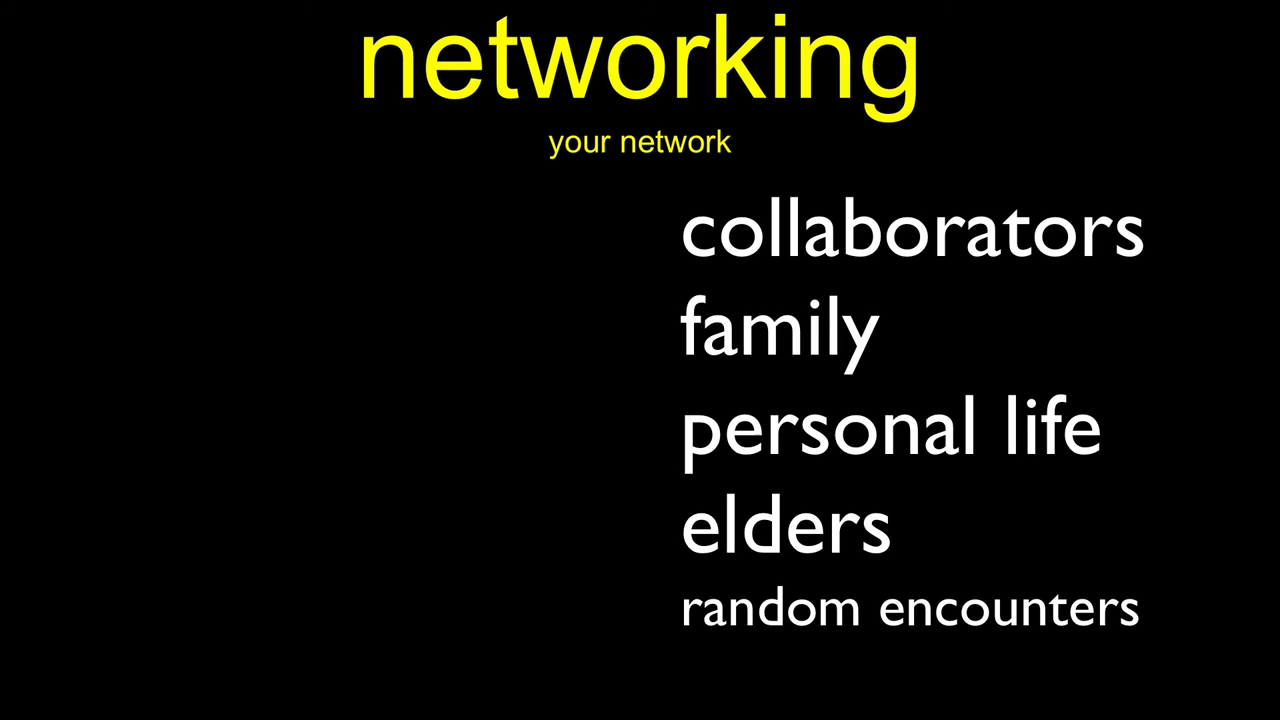 networking
your network
collaborators
family
personal life
elders
random encounters